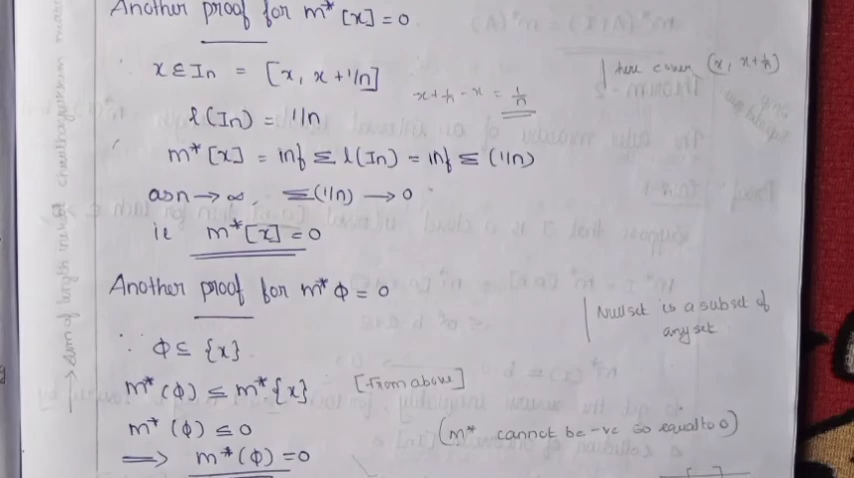 Another proof for m* [x] = 0
∵ x ∈ In = [x, x + 1/n]
here cover (x, x+1/n)
x + 1/n - x = 1/n
l(In) = 1/n
m* [x] = inf Σ l(In) = inf Σ (1/n)
as n → ∞, Σ(1/n) → 0
ie m*[x] = 0
Another proof for m* ϕ = 0
Null set is a subset of
any set
∵ ϕ ⊆ {x}
m*(ϕ) ≤ m*{x} [from above]
m*(ϕ) ≤ 0 (m* cannot be -ve so equal to 0)
⟹ m*(ϕ) = 0